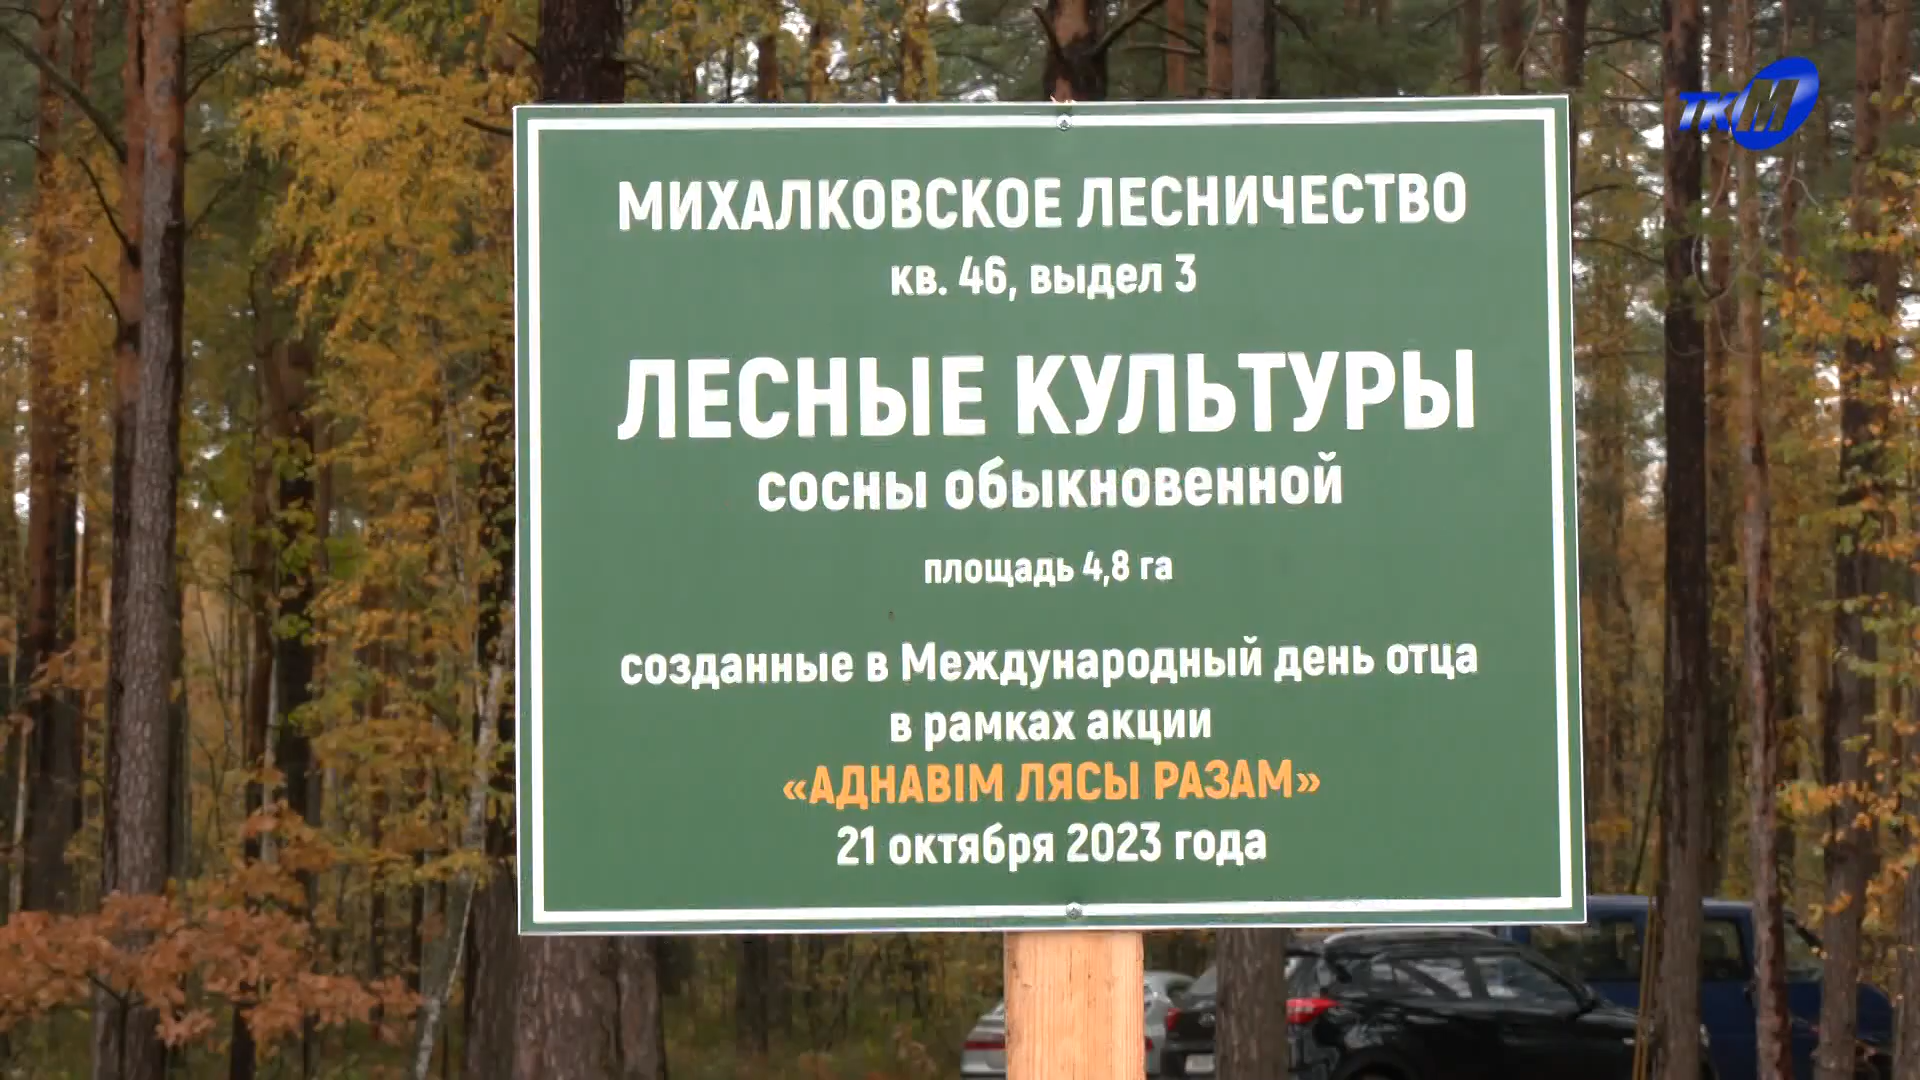 ТКМ
МИХАЛКОВСКОЕ ЛЕСНИЧЕСТВО
кв. 46, выдел 3
ЛЕСНЫЕ КУЛЬТУРЫ
сосны обыкновенной
площадь 4,8 га
созданные в Международный день отца
в рамках акции
«АДНАВІМ ЛЯСЫ РАЗАМ»
21 октября 2023 года